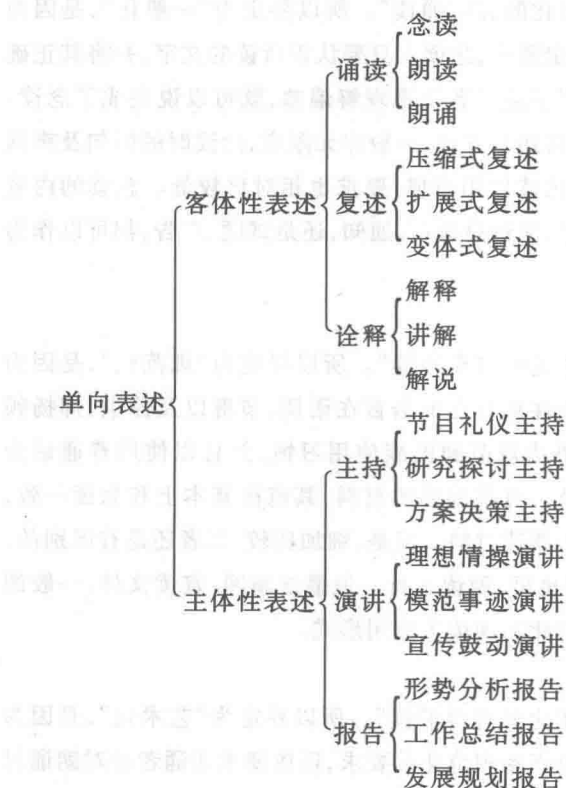 念读
诵读 朗读
朗诵
压缩式复述
客体性表述 复述 扩展式复述
变体式复述
解释
诠释 讲解
解说
单向表述
节目礼仪主持
主持 研究探讨主持
方案决策主持
理想情操演讲
主体性表述 演讲 模范事迹演讲
宣传鼓动演讲
形势分析报告
报告 工作总结报告
发展规划报告